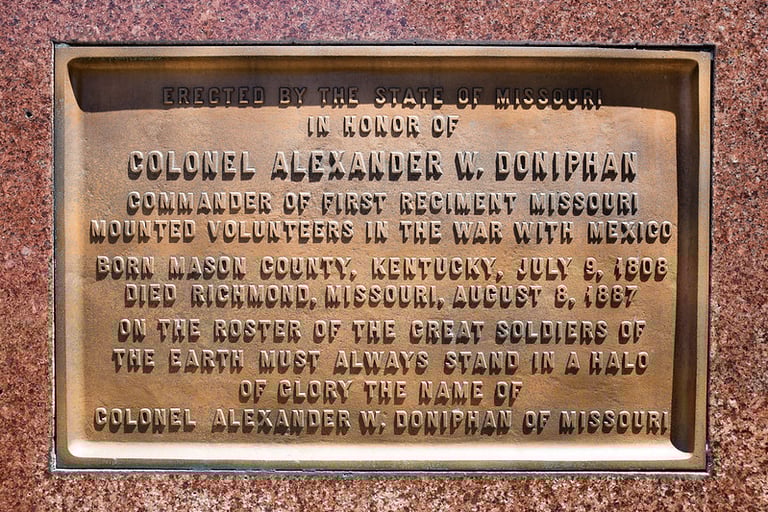 ERECTED BY THE STATE OF MISSOURI
IN HONOR OF
COLONEL ALEXANDER W. DONIPHAN
COMMANDER OF FIRST REGIMENT MISSOURI
MOUNTED VOLUNTEERS IN THE WAR WITH MEXICO
BORN MASON COUNTY, KENTUCKY, JULY 9, 1808
DIED RICHMOND, MISSOURI, AUGUST 8, 1887
ON THE ROSTER OF THE GREAT SOLDIERS OF
THE EARTH MUST ALWAYS STAND IN A HALO
OF GLORY THE NAME OF
COLONEL ALEXANDER W. DONIPHAN OF MISSOURI